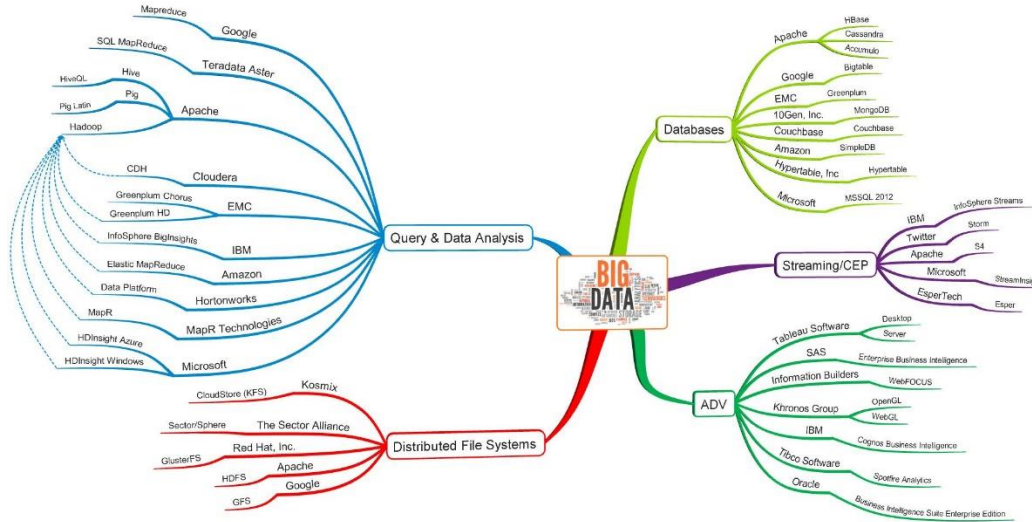 Mapreduce
Google
SQL MapReduce
Teradata Aster
HiveQL
Hive
Pig Latin
Pig
Apache
Hadoop
CDH
Cloudera
Greenplum Chorus
Greenplum HD
EMC
InfoSphere BigInsights
IBM
Elastic MapReduce
Amazon
Data Platform
Hortonworks
MapR
MapR Technologies
HDInsight Azure
HDInsight Windows
Microsoft
Query & Data Analysis
CloudStore (KFS)
Kosmix
Sector/Sphere
The Sector Alliance
GlusterFS
Red Hat, Inc.
HDFS
Apache
GFS
Google
Distributed File Systems
BIG
DATA
ANALYTICS
STORAGE
Databases
Apache
HBase
Cassandra
Accumulo
Google
Bigtable
EMC
Greenplum
10Gen, Inc.
MongoDB
Couchbase
Couchbase
Amazon
SimpleDB
Hypertable, Inc
Hypertable
Microsoft
MSSQL 2012
Streaming/CEP
IBM
InfoSphere Streams
Twitter
Storm
Apache
S4
Microsoft
StreamInsig
EsperTech
Esper
ADV
Tableau Software
Desktop
Server
SAS
Enterprise Business Intelligence
Information Builders
WebFOCUS
Khronos Group
OpenGL
WebGL
IBM
Cognos Business Intelligence
Tibco Software
Spotfire Analytics
Oracle
Business Intelligence Suite Enterprise Edition